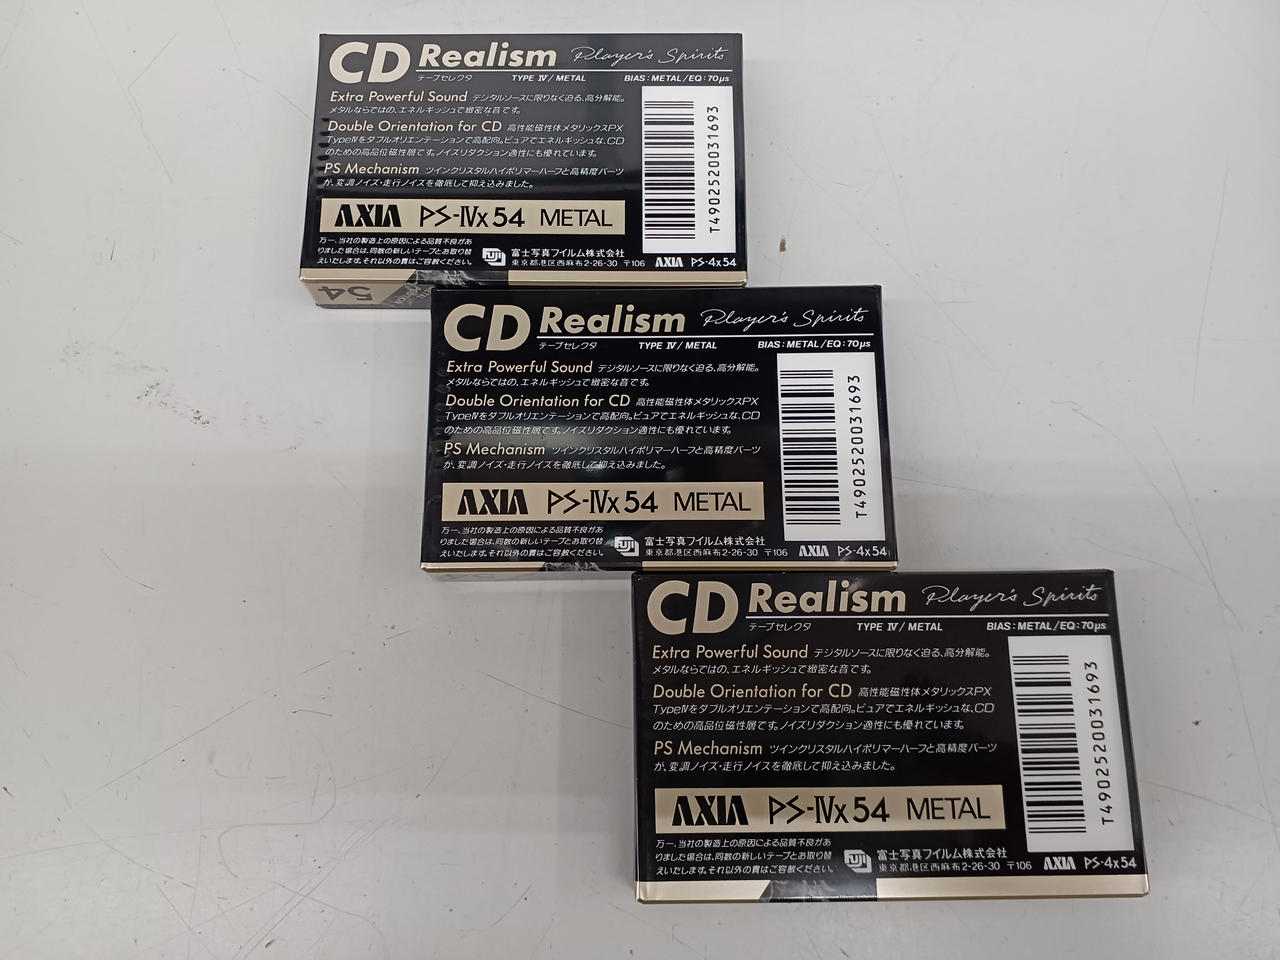 CD Realism Player's Spirits
テープセレクタ TYPE Ⅳ/METAL BIAS:METAL/EQ:70μs
Extra Powerful Sound デジタルソースに限りなく迫る、高分解能。
メタルならではの、エネルギッシュで緻密な音です。
Double Orientation for CD 高性能磁性体メタリックスPX
TypeⅣをダブルオリエンテーションで高配向。ピュアでエネルギッシュな、CD
のための高品位磁性層です。ノイズリダクション適性にも優れています。
PS Mechanism ツインクリスタルハイポリマーハーフと高精度パーツ
が、変調ノイズ・走行ノイズを徹底して抑え込みました。
T4902520031693
AXIA PS-Ⅳx 54 METAL
万一、当社の製造上の原因による品質不良があ
りました場合は、同数の新しいテープとお取り替
えいたします。それ以外の責はご容赦ください。
FUJI 富士写真フイルム株式会社
東京都港区西麻布2-26-30 〒106 AXIA PS-4x54
54
CD Realism Player's Spirits
テープセレクタ TYPE Ⅳ/METAL BIAS:METAL/EQ:70μs
Extra Powerful Sound デジタルソースに限りなく迫る、高分解能。
メタルならではの、エネルギッシュで緻密な音です。
Double Orientation for CD 高性能磁性体メタリックスPX
TypeⅣをダブルオリエンテーションで高配向。ピュアでエネルギッシュな、CD
のための高品位磁性層です。ノイズリダクション適性にも優れています。
PS Mechanism ツインクリスタルハイポリマーハーフと高精度パーツ
が、変調ノイズ・走行ノイズを徹底して抑え込みました。
T4902520031693
AXIA PS-Ⅳx 54 METAL
万一、当社の製造上の原因による品質不良があ
りました場合は、同数の新しいテープとお取り替
えいたします。それ以外の責はご容赦ください。
FUJI 富士写真フイルム株式会社
東京都港区西麻布2-26-30 〒106 AXIA PS-4x54
CD Realism Player's Spirits
テープセレクタ TYPE Ⅳ/METAL BIAS:METAL/EQ:70μs
Extra Powerful Sound デジタルソースに限りなく迫る、高分解能。
メタルならではの、エネルギッシュで緻密な音です。
Double Orientation for CD 高性能磁性体メタリックスPX
TypeⅣをダブルオリエンテーションで高配向。ピュアでエネルギッシュな、CD
のための高品位磁性層です。ノイズリダクション適性にも優れています。
PS Mechanism ツインクリスタルハイポリマーハーフと高精度パーツ
が、変調ノイズ・走行ノイズを徹底して抑え込みました。
T4902520031693
AXIA PS-Ⅳx 54 METAL
万一、当社の製造上の原因による品質不良があ
りました場合は、同数の新しいテープとお取り替
えいたします。それ以外の責はご容赦ください。
FUJI 富士写真フイルム株式会社
東京都港区西麻布2-26-30 〒106 AXIA PS-4x54